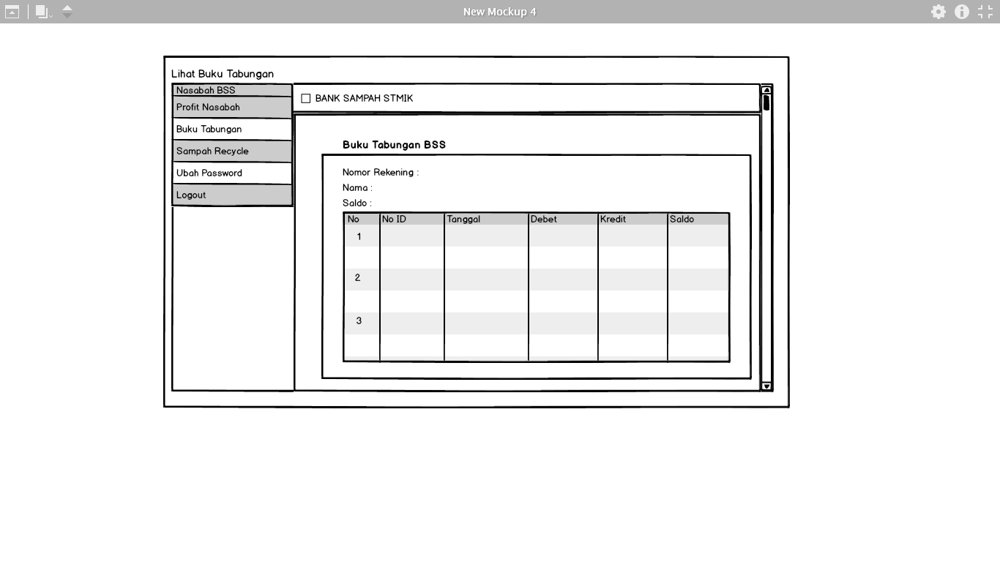 New Mockup 4
Lihat Buku Tabungan
Nasabah BSS
Profit Nasabah
Buku Tabungan
Sampah Recycle
Ubah Password
Logout
BANK SAMPAH STMIK
Buku Tabungan BSS
Nomor Rekening :
Nama :
Saldo :
No No ID Tanggal Debet Kredit Saldo
1
2
3